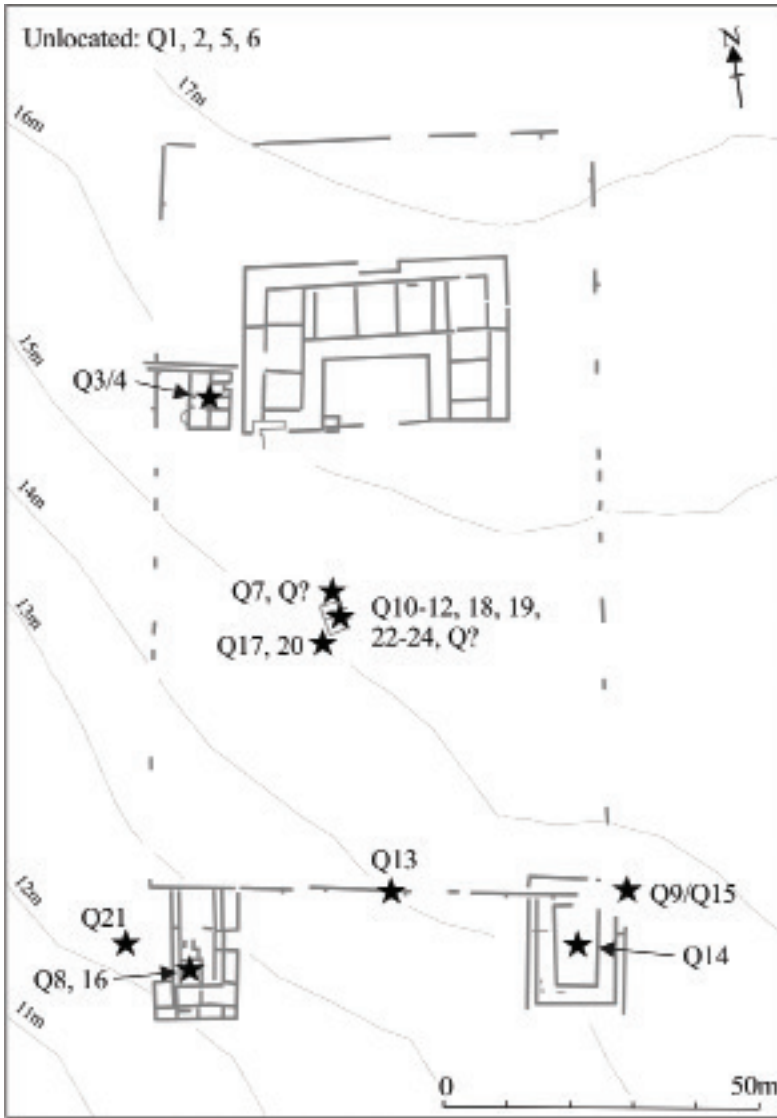 Unlocated: Q1, 2, 5, 6
N
17m
16m
15m
Q3/4
14m
13m
Q7, Q?
Q10-12, 18, 19,
22-24, Q?
Q17, 20
Q13
12m
Q9/Q15
Q21
Q14
Q8, 16
11m
0
50m